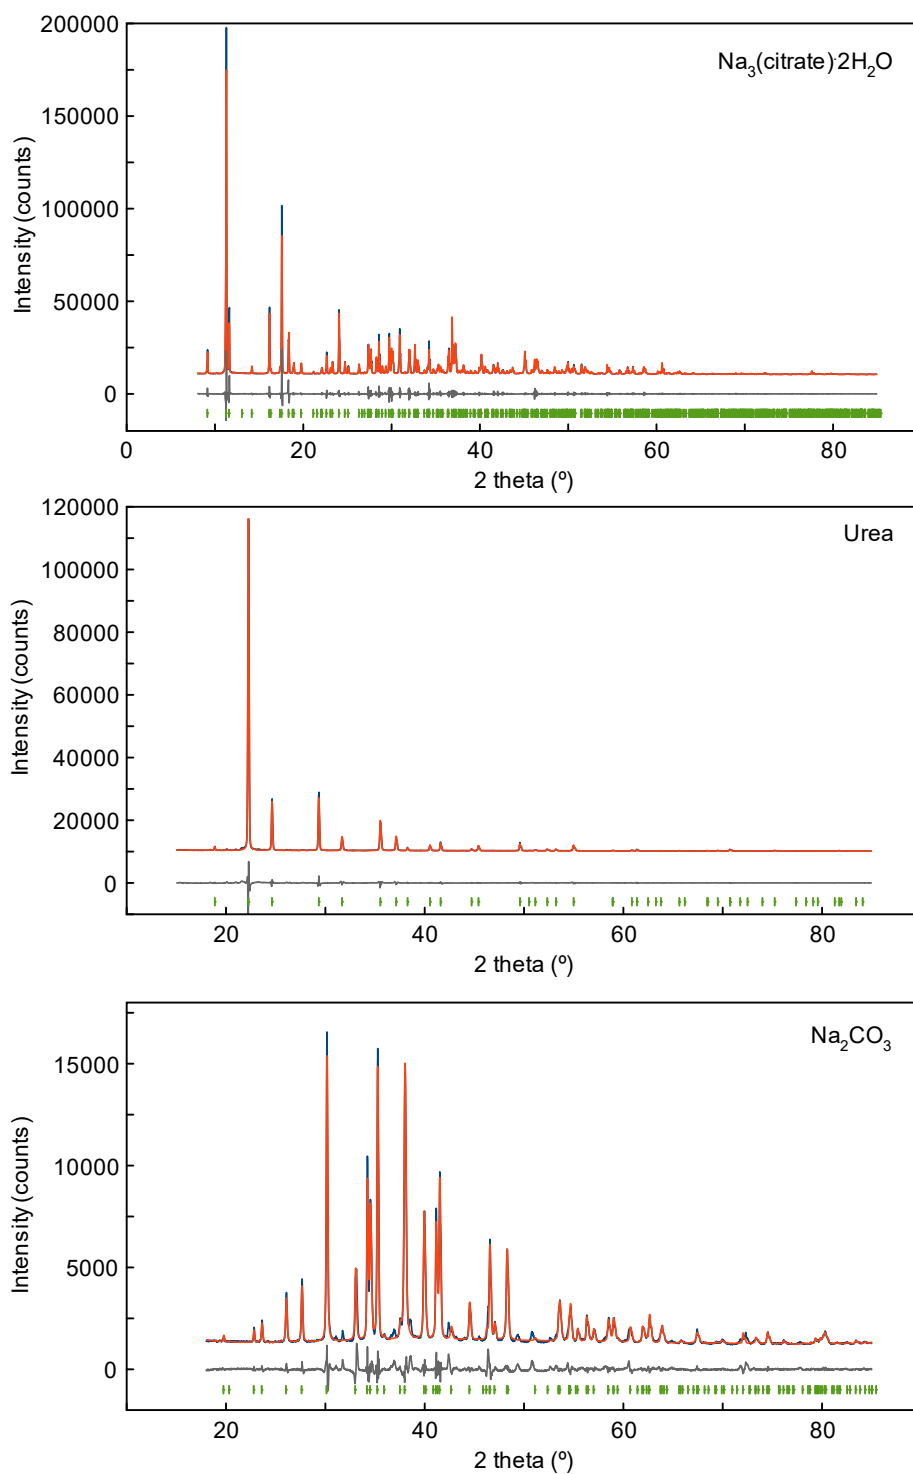 200000
Na₃(citrate)·2H₂O
150000
100000
50000
0
Intensity (counts)
0 20 40 60 80
2 theta (º)
120000
Urea
100000
80000
60000
40000
20000
0
Intensity (counts)
20 40 60 80
2 theta (º)
Na₂CO₃
15000
10000
5000
0
Intensity (counts)
20 40 60 80
2 theta (º)